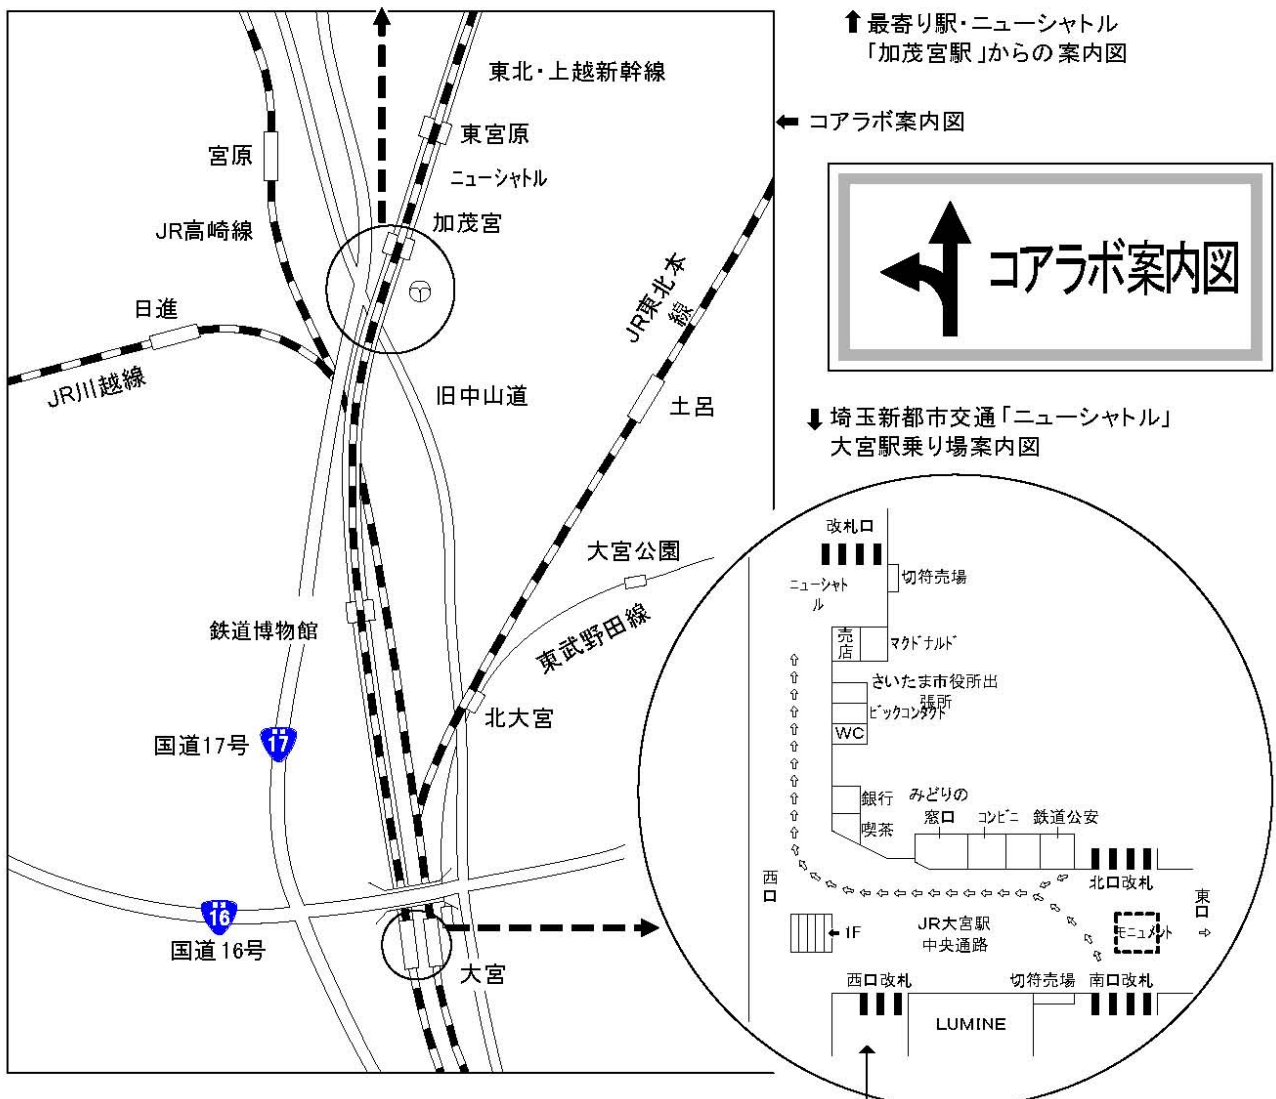 最寄り駅・ニューシャトル
「加茂宮駅」からの案内図
コアラボ案内図
コアラボ案内図
埼玉新都市交通「ニューシャトル」
大宮駅乗り場案内図
東北・上越新幹線
東宮原
宮原
ニューシャトル
加茂宮
JR高崎線
日進
JR川越線
JR東北本
線
旧中山道
土呂
大宮公園
東武野田線
鉄道博物館
北大宮
国道17号
17
16
国道16号
大宮
改札口
ニューシャト
ル
切符売場
売
店
マクドナルド
さいたま市役所出
張所
ビックコンタクト
WC
銀行
喫茶
みどりの
窓口
コンビニ
鉄道公安
北口改札
西
口
東
口
1F
JR大宮駅
中央通路
モニュメント
西口改札
切符売場
南口改札
LUMINE